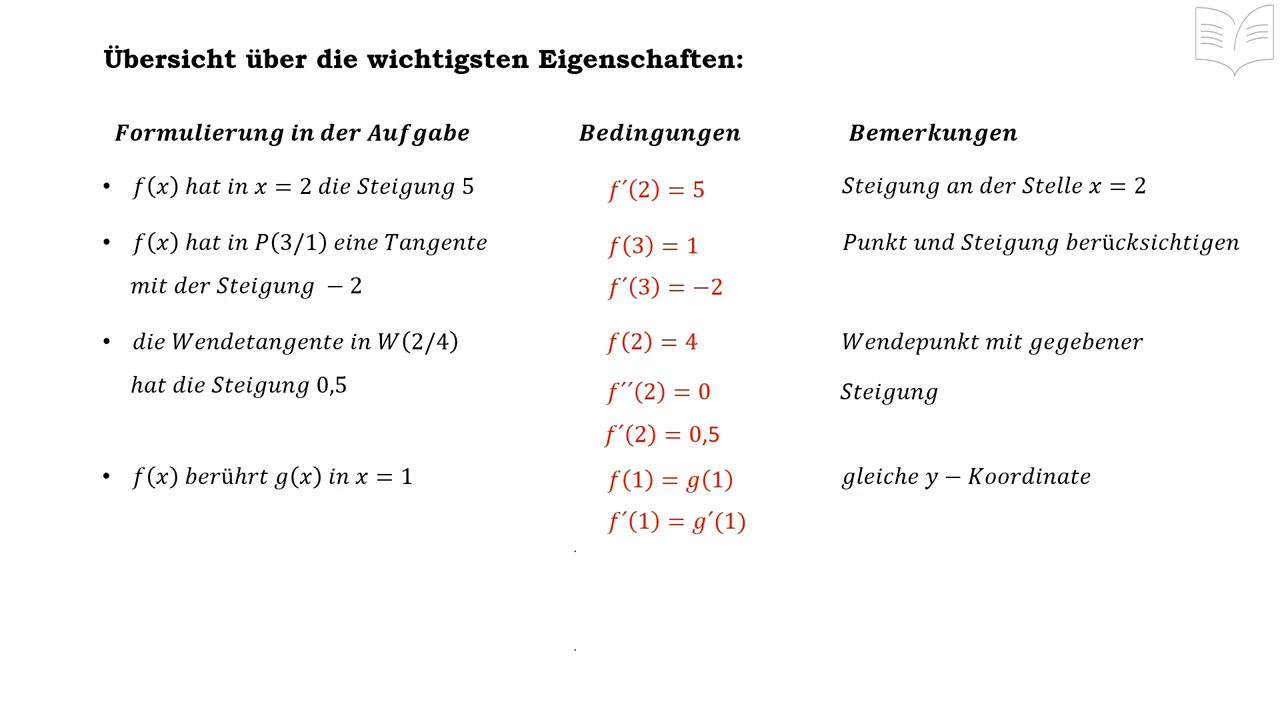 Übersicht über die wichtigsten Eigenschaften:
Formulierung in der Aufgabe Bedingungen Bemerkungen
• f(x) hat in x = 2 die Steigung 5 f´(2) = 5 Steigung an der Stelle x = 2
• f(x) hat in P(3/1) eine Tangente f(3) = 1 Punkt und Steigung berücksichtigen
mit der Steigung − 2 f´(3) = −2
• die Wendetangente in W(2/4) f(2) = 4 Wendepunkt mit gegebener
hat die Steigung 0,5 f´´(2) = 0 Steigung
f´(2) = 0,5
• f(x) berührt g(x) in x = 1 f(1) = g(1) gleiche y − Koordinate
f´(1) = g´(1)